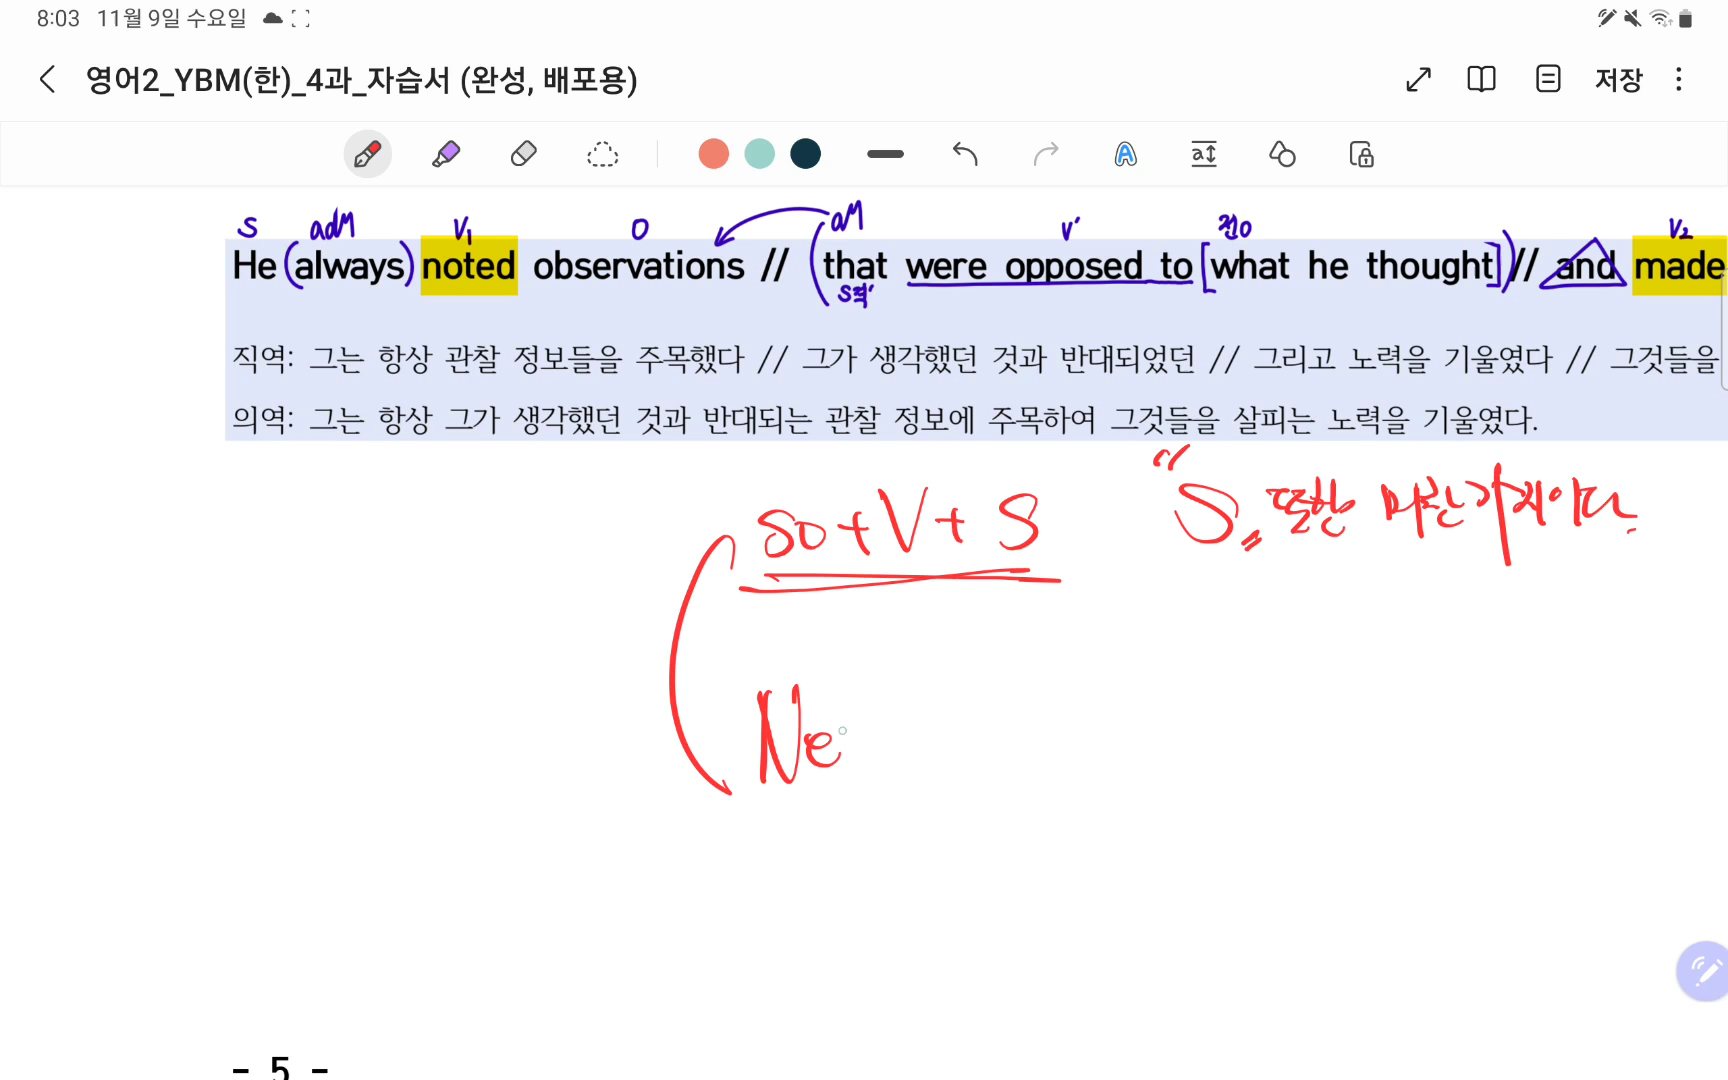 8:03 11월 9일 수요일
영어2_YBM(한)_4과_자습서 (완성, 배포용)
저장
S adM V1 O aM V' 전O V2
He (always) noted observations // (that were opposed to [what he thought]) // and made
S격'
직역: 그는 항상 관찰 정보들을 주목했다 // 그가 생각했던 것과 반대되었던 // 그리고 노력을 기울였다 // 그것들을
의역: 그는 항상 그가 생각했던 것과 반대되는 관찰 정보에 주목하여 그것들을 살피는 노력을 기울였다.
so + V + S "S 또한 마찬가지이다.
Ne
- 5 -